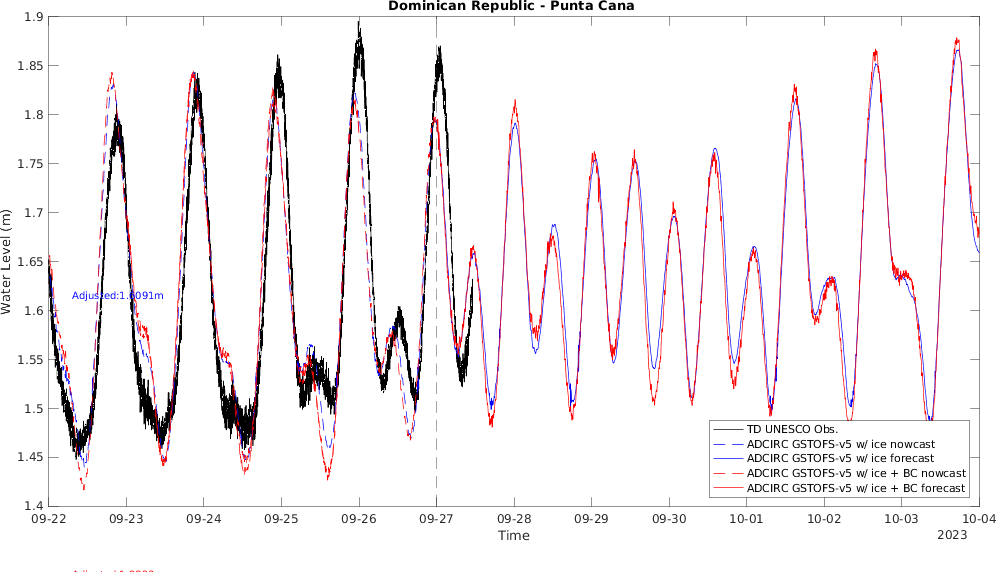 Dominican Republic - Punta Cana
1.9
1.85
1.8
1.75
1.7
1.65
1.6
1.55
1.5
1.45
1.4
Water Level (m)
Adjusted:1.6091m
TD UNESCO Obs.
ADCIRC GSTOFS-v5 w/ ice nowcast
ADCIRC GSTOFS-v5 w/ ice forecast
ADCIRC GSTOFS-v5 w/ ice + BC nowcast
ADCIRC GSTOFS-v5 w/ ice + BC forecast
09-22 09-23 09-24 09-25 09-26 09-27 09-28 09-29 09-30 10-01 10-02 10-03 10-04
Time
2023